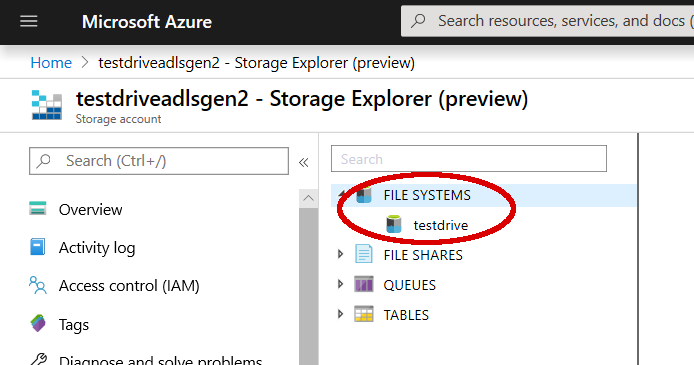 Microsoft Azure
Search resources, services, and docs (
Home > testdriveadlsgen2 - Storage Explorer (preview)
testdriveadlsgen2 - Storage Explorer (preview)
Storage account
Search (Ctrl+/)
«
Search
Overview
Activity log
Access control (IAM)
Tags
Diagnose and solve problems
FILE SYSTEMS
testdrive
FILE SHARES
QUEUES
TABLES